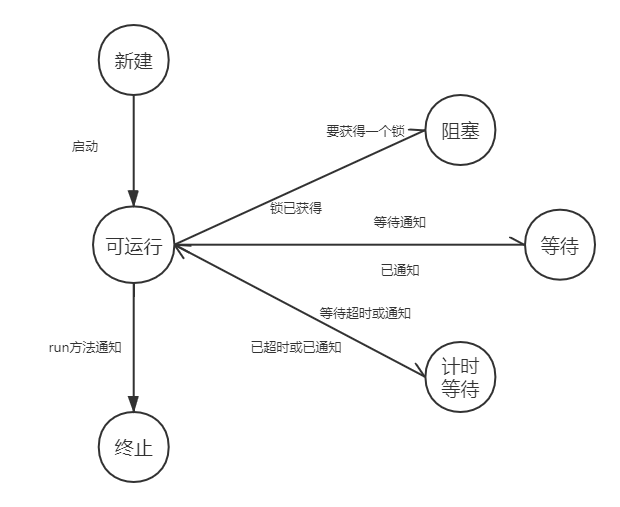 新建
启动
要获得一个锁
阻塞
锁已获得
等待通知
可运行
等待
已通知
等待超时或通知
run方法通知
已超时或已通知
计时
等待
终止